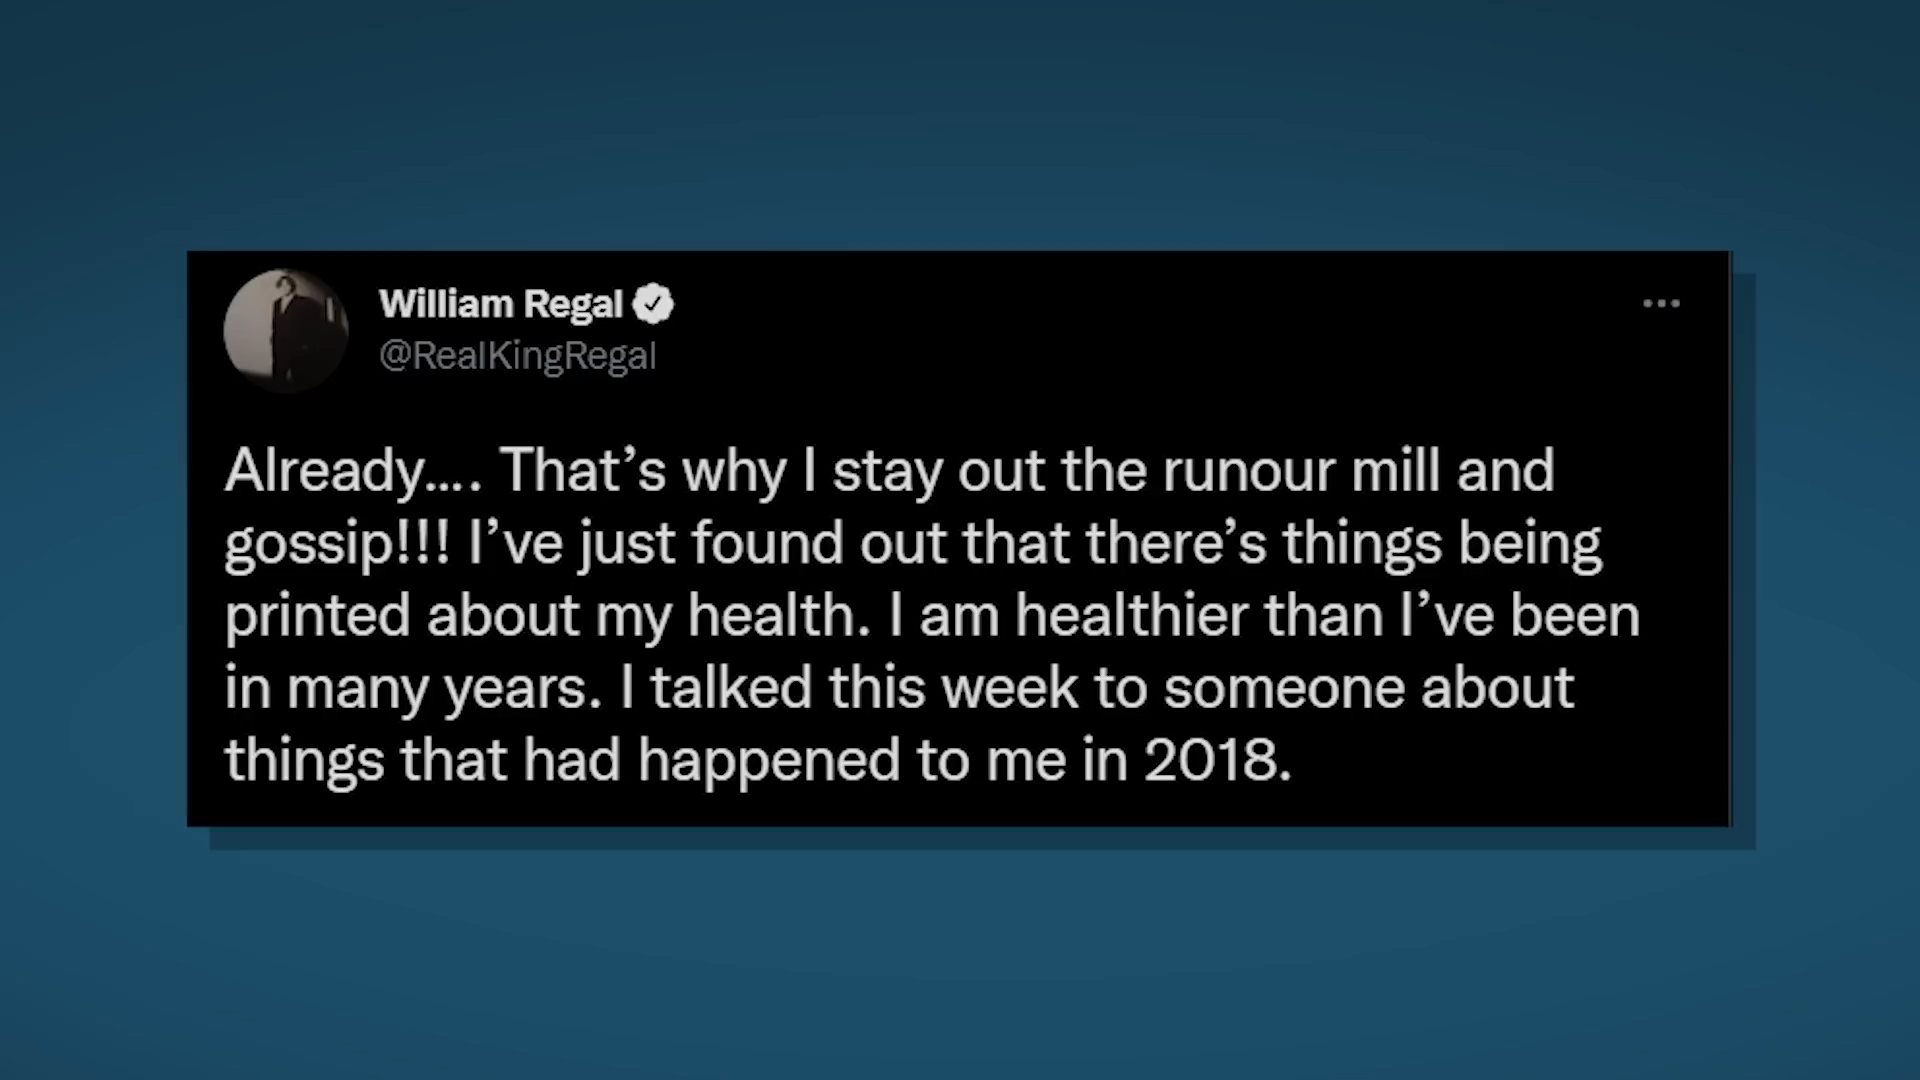 William Regal
@RealKingRegal
Already.... That’s why I stay out the runour mill and
gossip!!! I’ve just found out that there’s things being
printed about my health. I am healthier than I’ve been
in many years. I talked this week to someone about
things that had happened to me in 2018.